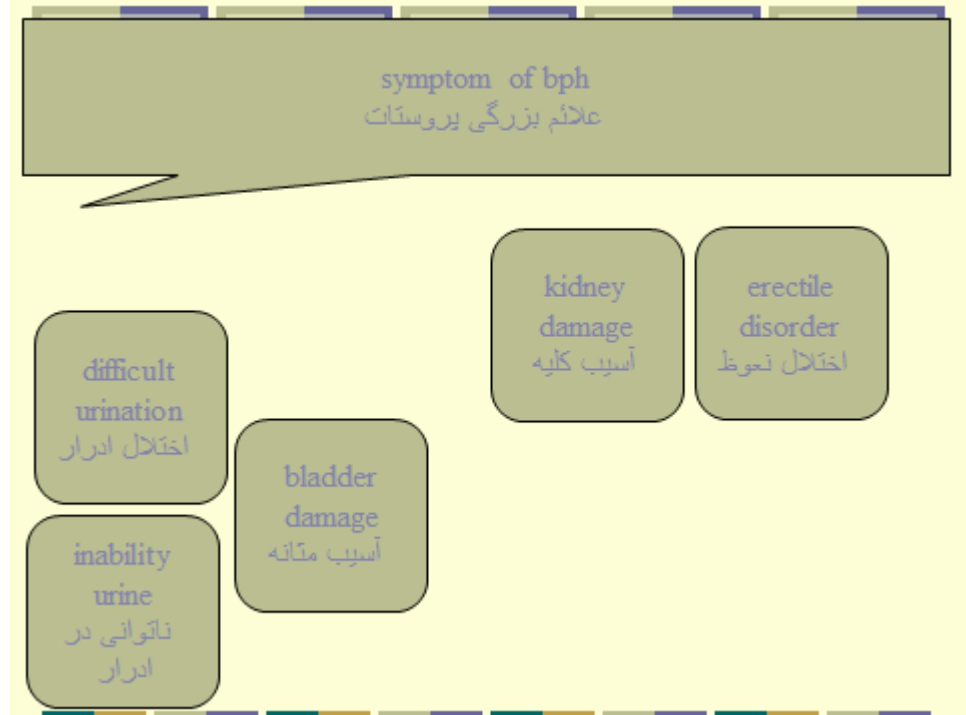 symptom of bph
علائم بزرگی پروستات
kidney
damage
آسیب کلیه
erectile
disorder
اختلال نعوظ
difficult
urination
اختلال ادرار
bladder
damage
آسیب مثانه
inability
urine
ناتوانی در
ادرار